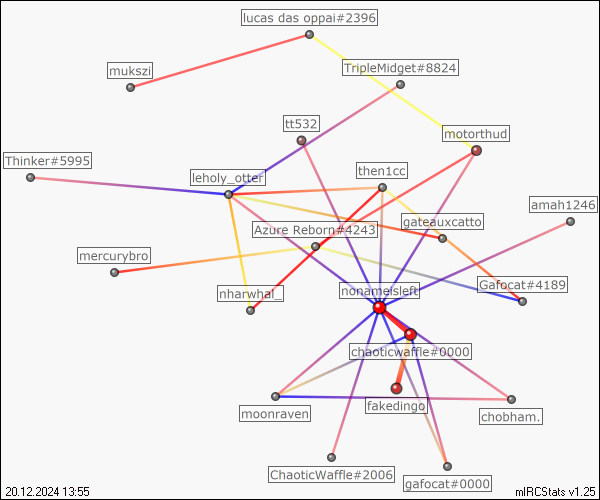 lucas das oppai#2396
mukszi
TripleMidget#8824
tt532
motorthud
Thinker#5995
leholy_otter
then1cc
amah1246
Azure Reborn#4243
gateauxcatto
mercurybro
nharwhal_
nonameisleft
Gafocat#4189
chaoticwaffle#0000
moonraven
fakedingo
chobham.
ChaoticWaffle#2006
gafocat#0000
20.12.2024 13:55
mIRCStats v1.25